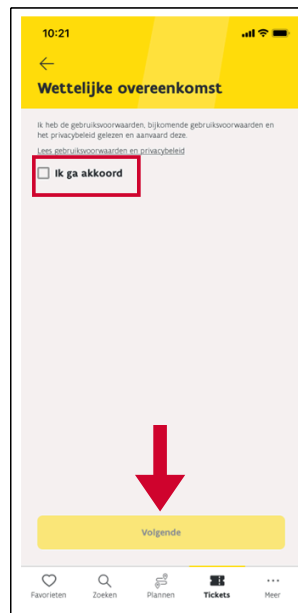 10:21
Wettelijke overeenkomst
Ik heb de gebruiksvoorwaarden, bijkomende gebruiksvoorwaarden en
het privacybeleid gelezen en aanvaard deze.
Lees gebruiksvoorwaarden en privacybeleid
Ik ga akkoord
Volgende
Favorieten Zoeken Plannen Tickets Meer